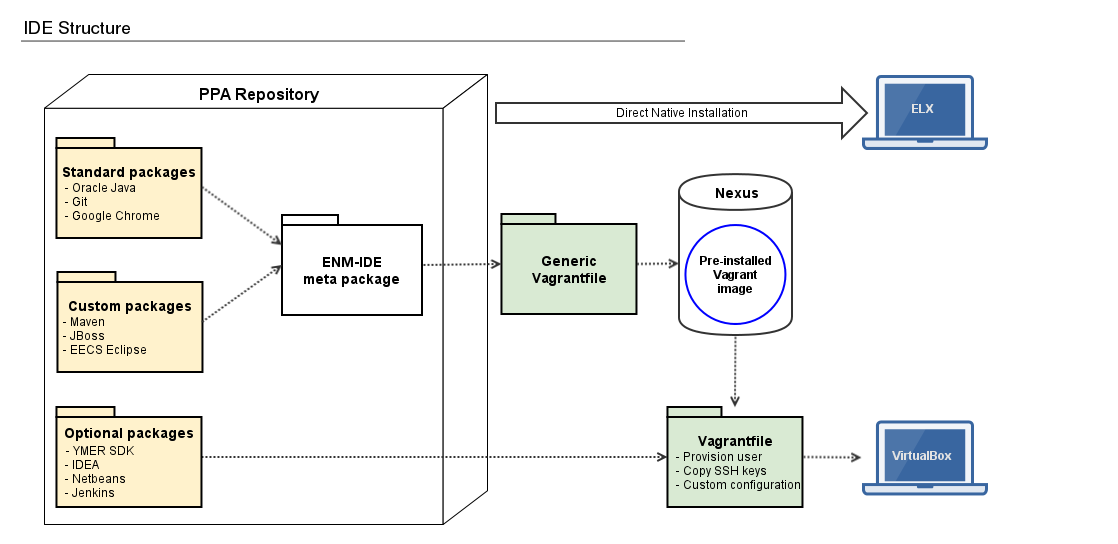 IDE Structure
PPA Repository
Direct Native Installation
ELX
Standard packages
- Oracle Java
- Git
- Google Chrome
Nexus
ENM-IDE
meta package
Generic
Vagrantfile
Pre-installed
Vagrant
image
Custom packages
- Maven
- JBoss
- EECS Eclipse
Optional packages
- YMER SDK
- IDEA
- Netbeans
- Jenkins
Vagrantfile
- Provision user
- Copy SSH keys
- Custom configuration
VirtualBox